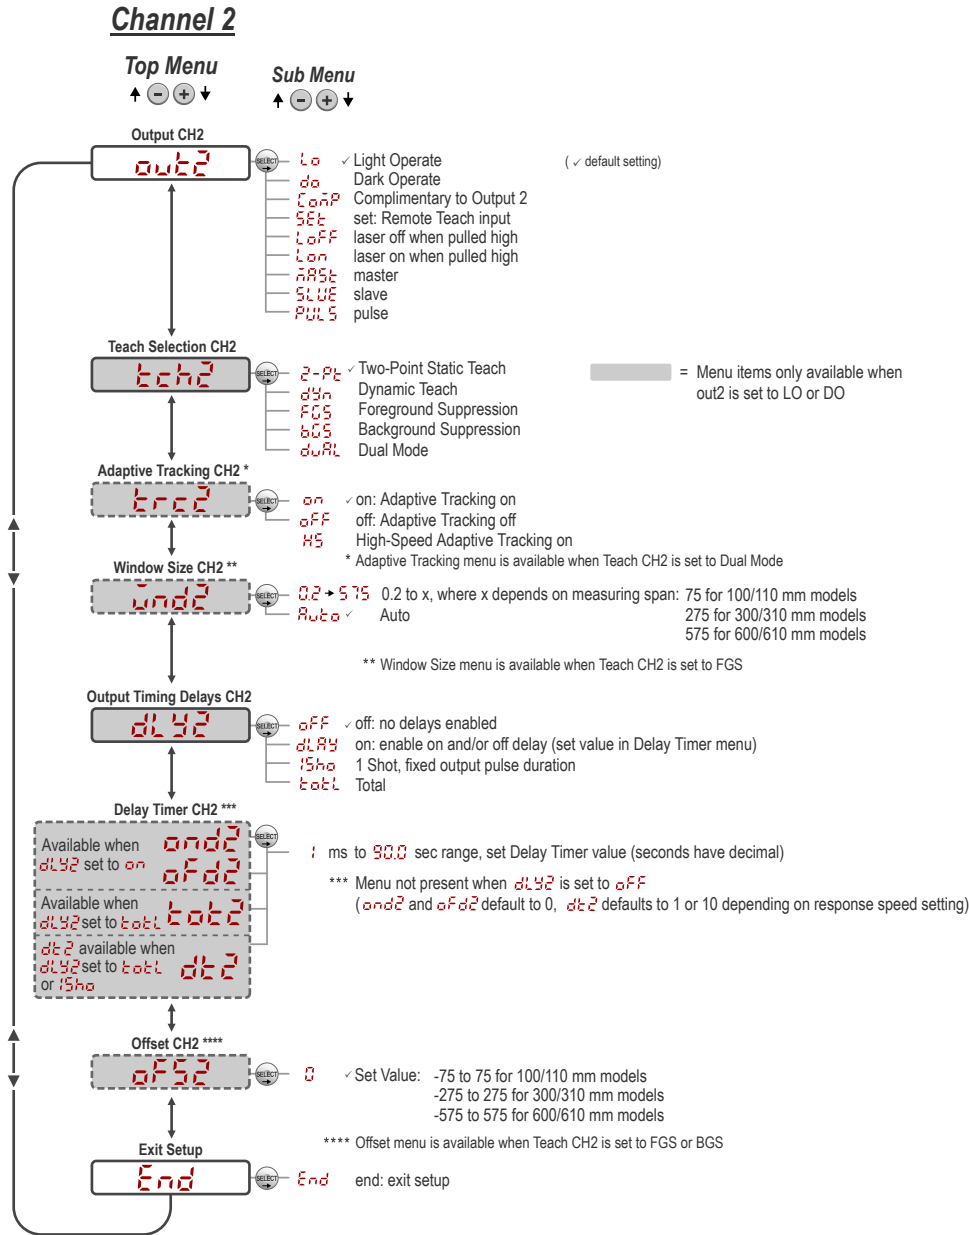 Channel 2
Top Menu
Sub Menu
- +
- +
Output CH2
out2
SELECT
Lo ✓ Light Operate
( ✓ default setting)
do Dark Operate
ComP Complimentary to Output 2
SEt set: Remote Teach input
LoFF laser off when pulled high
Lon laser on when pulled high
mASt master
SLVE slave
PULS pulse
Teach Selection CH2
tch2
SELECT
2-Pt ✓ Two-Point Static Teach
dyn Dynamic Teach
FGS Foreground Suppression
bGS Background Suppression
duAL Dual Mode
= Menu items only available when
out2 is set to LO or DO
Adaptive Tracking CH2 *
trc2
SELECT
on ✓ on: Adaptive Tracking on
oFF off: Adaptive Tracking off
HS High-Speed Adaptive Tracking on
* Adaptive Tracking menu is available when Teach CH2 is set to Dual Mode
Window Size CH2 **
wnd2
SELECT
0.2 → 575 0.2 to x, where x depends on measuring span: 75 for 100/110 mm models
Auto ✓ Auto 275 for 300/310 mm models
575 for 600/610 mm models
** Window Size menu is available when Teach CH2 is set to FGS
Output Timing Delays CH2
dLY2
SELECT
oFF ✓ off: no delays enabled
dLAY on: enable on and/or off delay (set value in Delay Timer menu)
1Sho 1 Shot, fixed output pulse duration
totL Total
Delay Timer CH2 ***
Available when
dLY2 set to on
ond2
oFd2
SELECT
1 ms to 90.0 sec range, set Delay Timer value (seconds have decimal)
*** Menu not present when dLY2 is set to oFF
( ond2 and oFd2 default to 0, dt2 defaults to 1 or 10 depending on response speed setting)
Available when
dLY2 set to totL
tot2
dt2 available when
dLY2 set to totL
or 1Sho
dt2
Offset CH2 ****
oFS2
SELECT
0 ✓ Set Value: -75 to 75 for 100/110 mm models
-275 to 275 for 300/310 mm models
-575 to 575 for 600/610 mm models
**** Offset menu is available when Teach CH2 is set to FGS or BGS
Exit Setup
End
SELECT
End end: exit setup